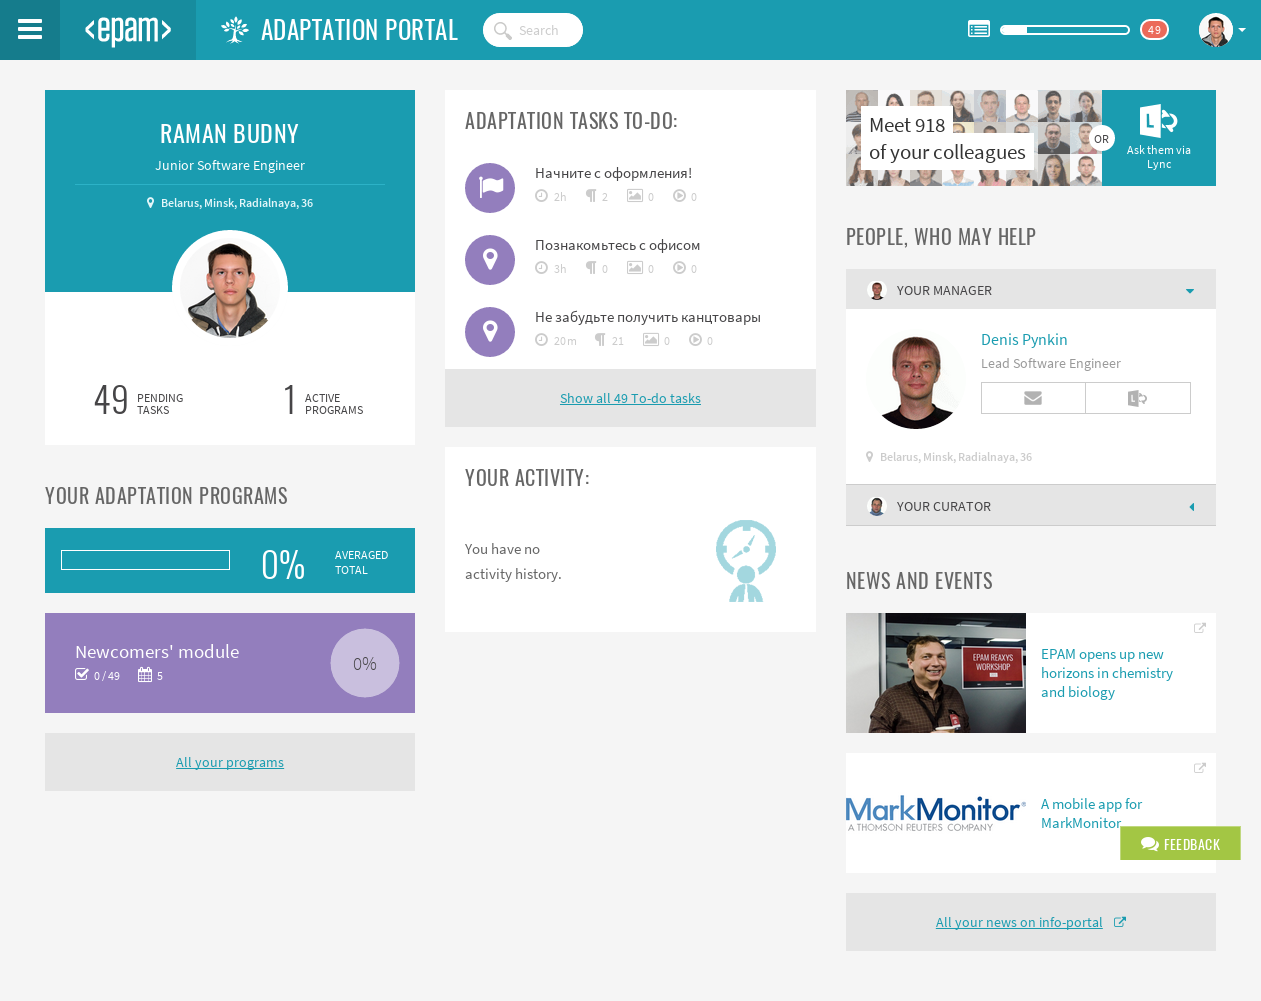 <epam>
ADAPTATION PORTAL
Search
49
RAMAN BUDNY
Junior Software Engineer
Belarus, Minsk, Radialnaya, 36
49 PENDING
TASKS
1 ACTIVE
PROGRAMS
YOUR ADAPTATION PROGRAMS
0%
AVERAGED
TOTAL
Newcomers' module
0 / 49 5
0%
All your programs
ADAPTATION TASKS TO-DO:
Начните с оформления!
2h 2 0 0
Познакомьтесь с офисом
3h 0 0 0
Не забудьте получить канцтовары
20m 21 0 0
Show all 49 To-do tasks
YOUR ACTIVITY:
You have no
activity history.
Meet 918
of your colleagues
OR
Ask them via
Lync
PEOPLE, WHO MAY HELP
YOUR MANAGER
Denis Pynkin
Lead Software Engineer
Belarus, Minsk, Radialnaya, 36
YOUR CURATOR
NEWS AND EVENTS
EPAM REAXYS
WORKSHOP
EPAM opens up new
horizons in chemistry
and biology
MarkMonitor®
A THOMSON REUTERS COMPANY
A mobile app for
MarkMonitor
FEEDBACK
All your news on info-portal